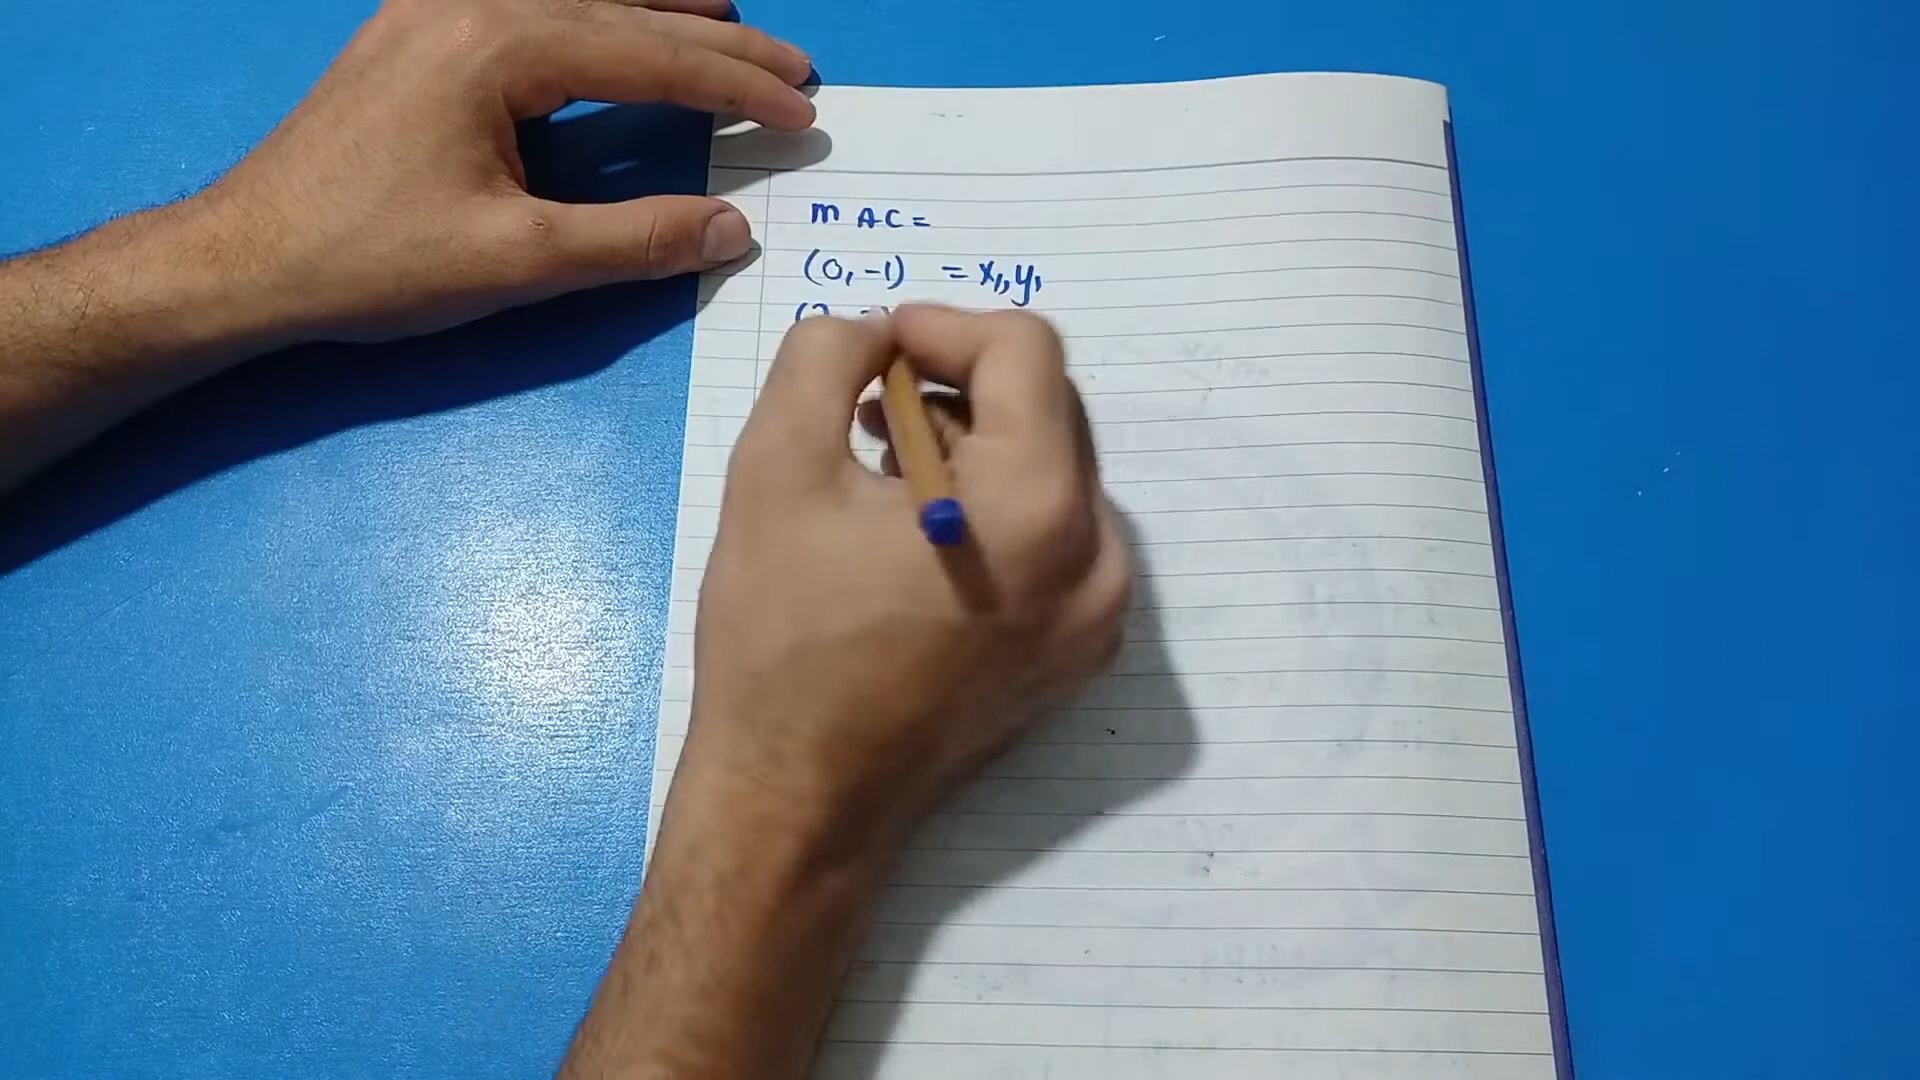 m AC =
(0, -1) = x₁, y₁